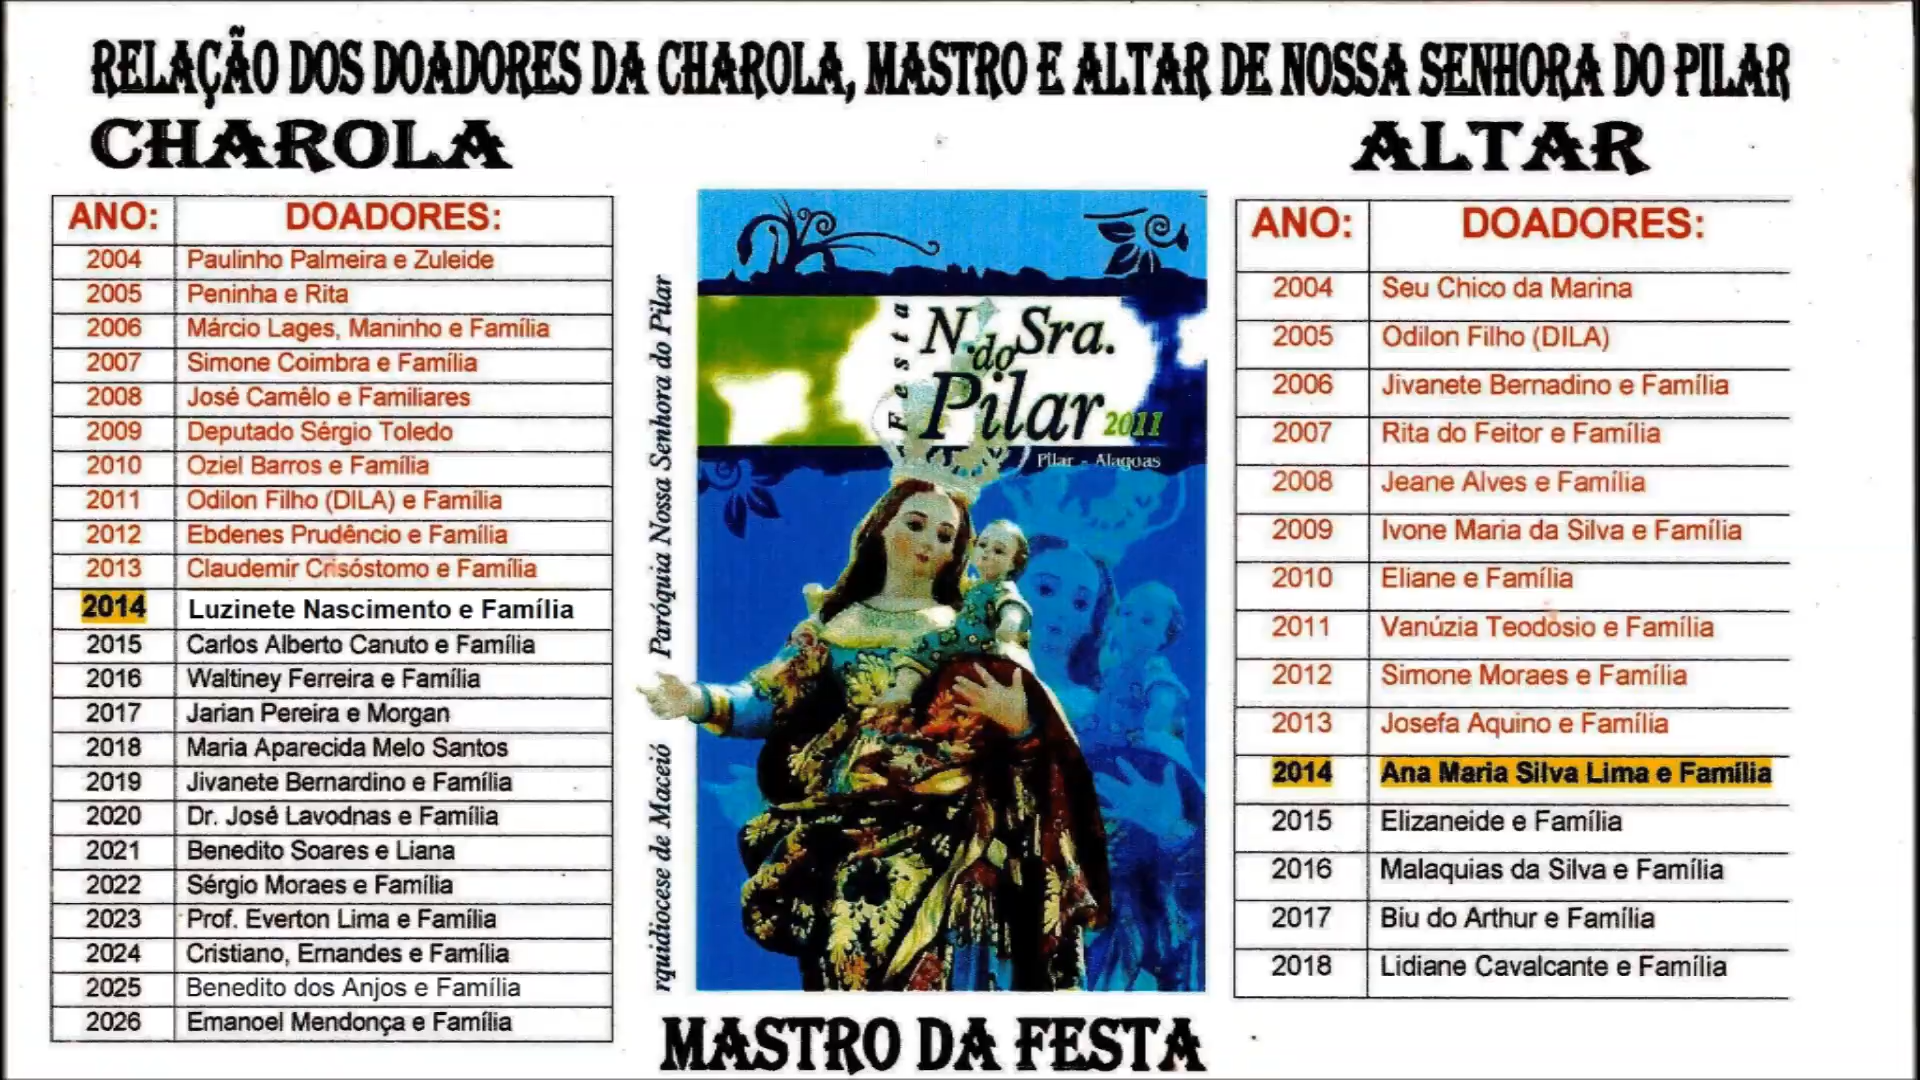 RELAÇÃO DOS DOADORES DA CHAROLA, MASTRO E ALTAR DE NOSSA SENHORA DO PILAR
CHAROLA
ANO: DOADORES:
2004 Paulinho Palmeira e Zuleide
2005 Peninha e Rita
2006 Márcio Lages, Maninho e Família
2007 Simone Coimbra e Família
2008 José Camêlo e Familiares
2009 Deputado Sérgio Toledo
2010 Oziel Barros e Família
2011 Odilon Filho (DILA) e Família
2012 Ebdenes Prudêncio e Família
2013 Claudemir Crisóstomo e Família
2014 Luzinete Nascimento e Família
2015 Carlos Alberto Canuto e Família
2016 Waltiney Ferreira e Família
2017 Jarian Pereira e Morgan
2018 Maria Aparecida Melo Santos
2019 Jivanete Bernardino e Família
2020 Dr. José Lavodnas e Família
2021 Benedito Soares e Liana
2022 Sérgio Moraes e Família
2023 Prof. Everton Lima e Família
2024 Cristiano, Ernandes e Família
2025 Benedito dos Anjos e Família
2026 Emanoel Mendonça e Família
Paróquia Nossa Senhora do Pilar
rquidiocese de Maceió
Festa
N. Sra.
do
Pilar 2011
Pilar - Alagoas
MASTRO DA FESTA
ALTAR
ANO: DOADORES:
2004 Seu Chico da Marina
2005 Odilon Filho (DILA)
2006 Jivanete Bernadino e Família
2007 Rita do Feitor e Família
2008 Jeane Alves e Família
2009 Ivone Maria da Silva e Família
2010 Eliane e Família
2011 Vanúzia Teodósio e Família
2012 Simone Moraes e Família
2013 Josefa Aquino e Família
2014 Ana Maria Silva Lima e Família
2015 Elizaneide e Família
2016 Malaquias da Silva e Família
2017 Biu do Arthur e Família
2018 Lidiane Cavalcante e Família